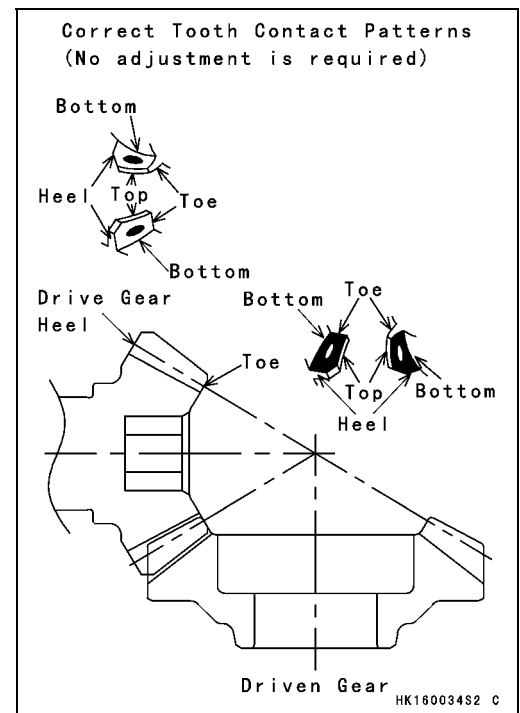 Correct Tooth Contact Patterns
(No adjustment is required)
Bottom
Heel
Top
Toe
Bottom
Drive Gear
Heel
Toe
Bottom
Toe
Top
Bottom
Heel
Driven Gear
HK160034S2 C